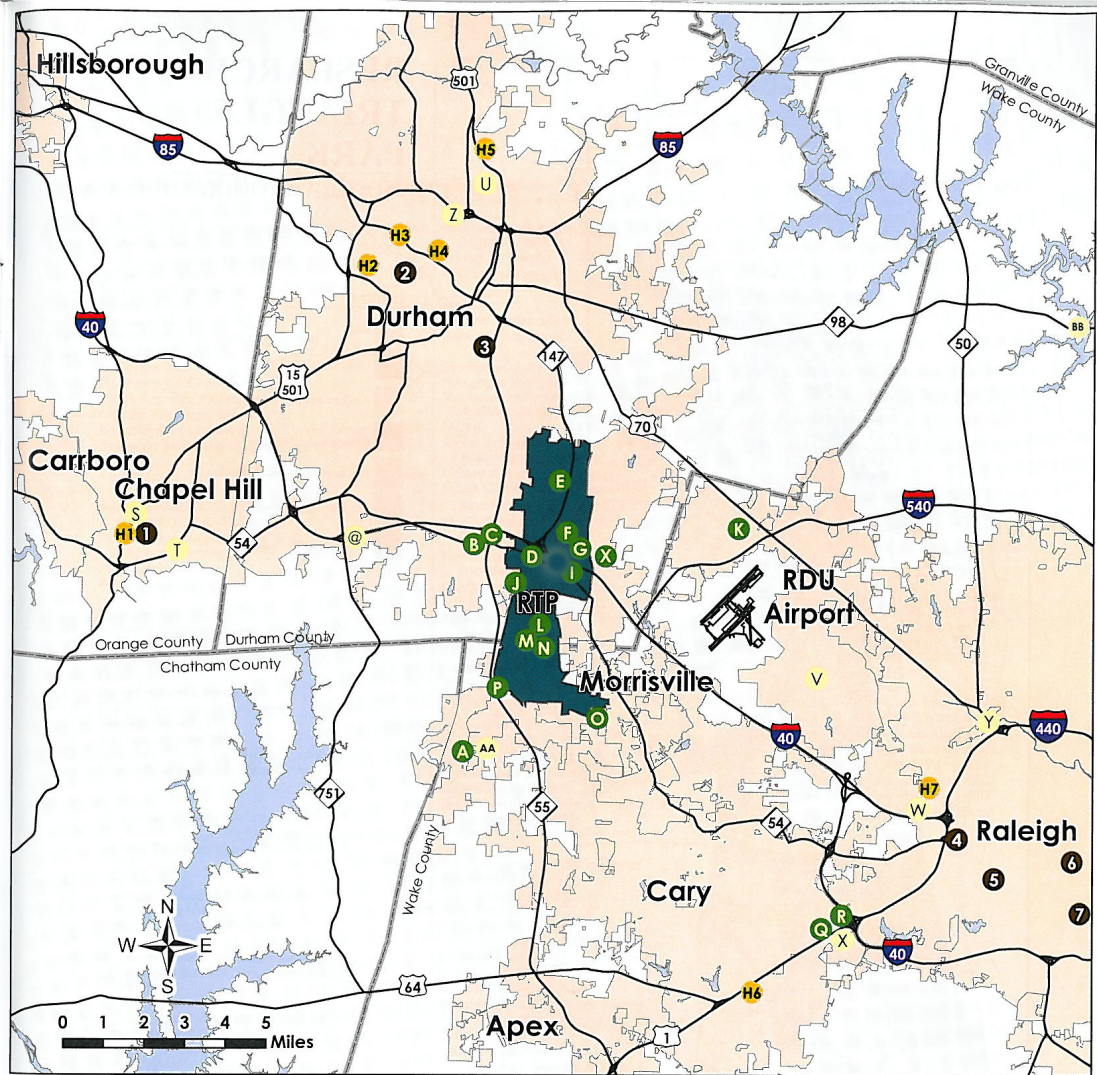 Hillsborough
501
Granville County
Wake County
85
H5
85
U
Z
H3
H4
H2
2
40
Durham
98
BB
3
50
147
15
501
70
Carrboro
Chapel Hill
E
S
540
H1
1
K
F
T
54
@
B
C
G
X
D
I
RDU
Airport
J
RTP
L
Orange County
Durham County
M
N
Chatham County
V
Morrisville
P
O
Y
440
40
A
AA
H7
751
55
W
54
Raleigh
4
6
Wake County
5
Cary
7
N
R
Q
W
E
X
40
S
64
H6
0 1 2 3 4 5
Miles
Apex
1